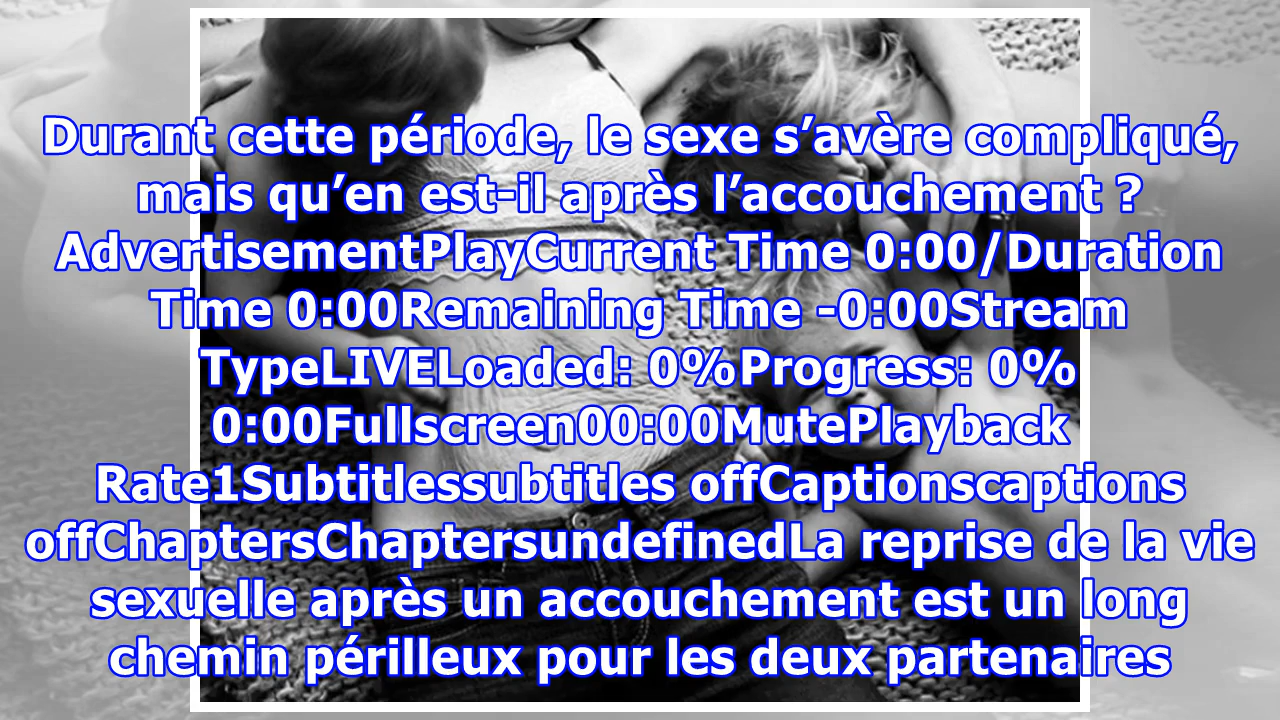 Durant cette période, le sexe s’avère compliqué,
mais qu’en est-il après l’accouchement ?
AdvertisementPlayCurrent Time 0:00/Duration
Time 0:00Remaining Time -0:00Stream
TypeLIVELoaded: 0%Progress: 0%
0:00Fullscreen00:00MutePlayback
Rate1Subtitlessubtitles offCaptionscaptions
offChaptersChaptersundefinedLa reprise de la vie
sexuelle après un accouchement est un long
chemin périlleux pour les deux partenaires